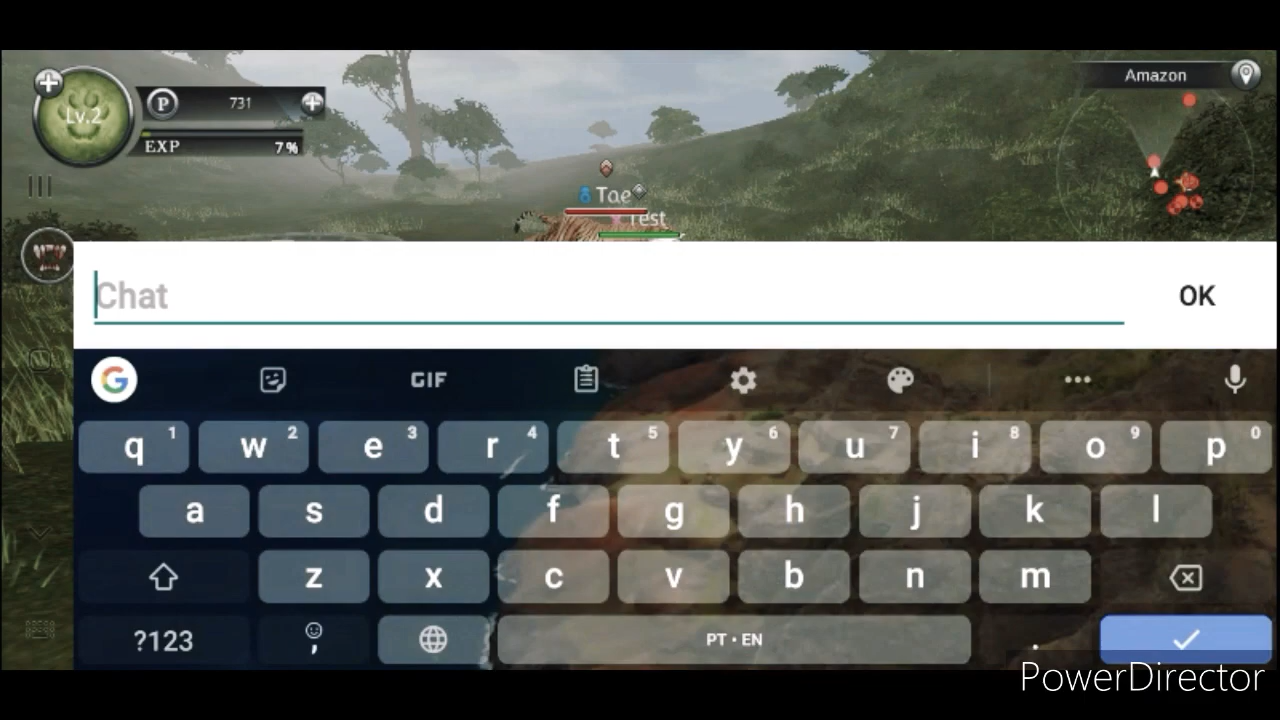 Lv.2
P 731
EXP 7%
Amazon
Tae
Test
Chat
OK
G GIF
q 1 w 2 e 3 r 4 t 5 y 6 u 7 i 8 o 9 p 0
a s d f g h j k l
z x c v b n m
?123 , PT • EN .
PowerDirector